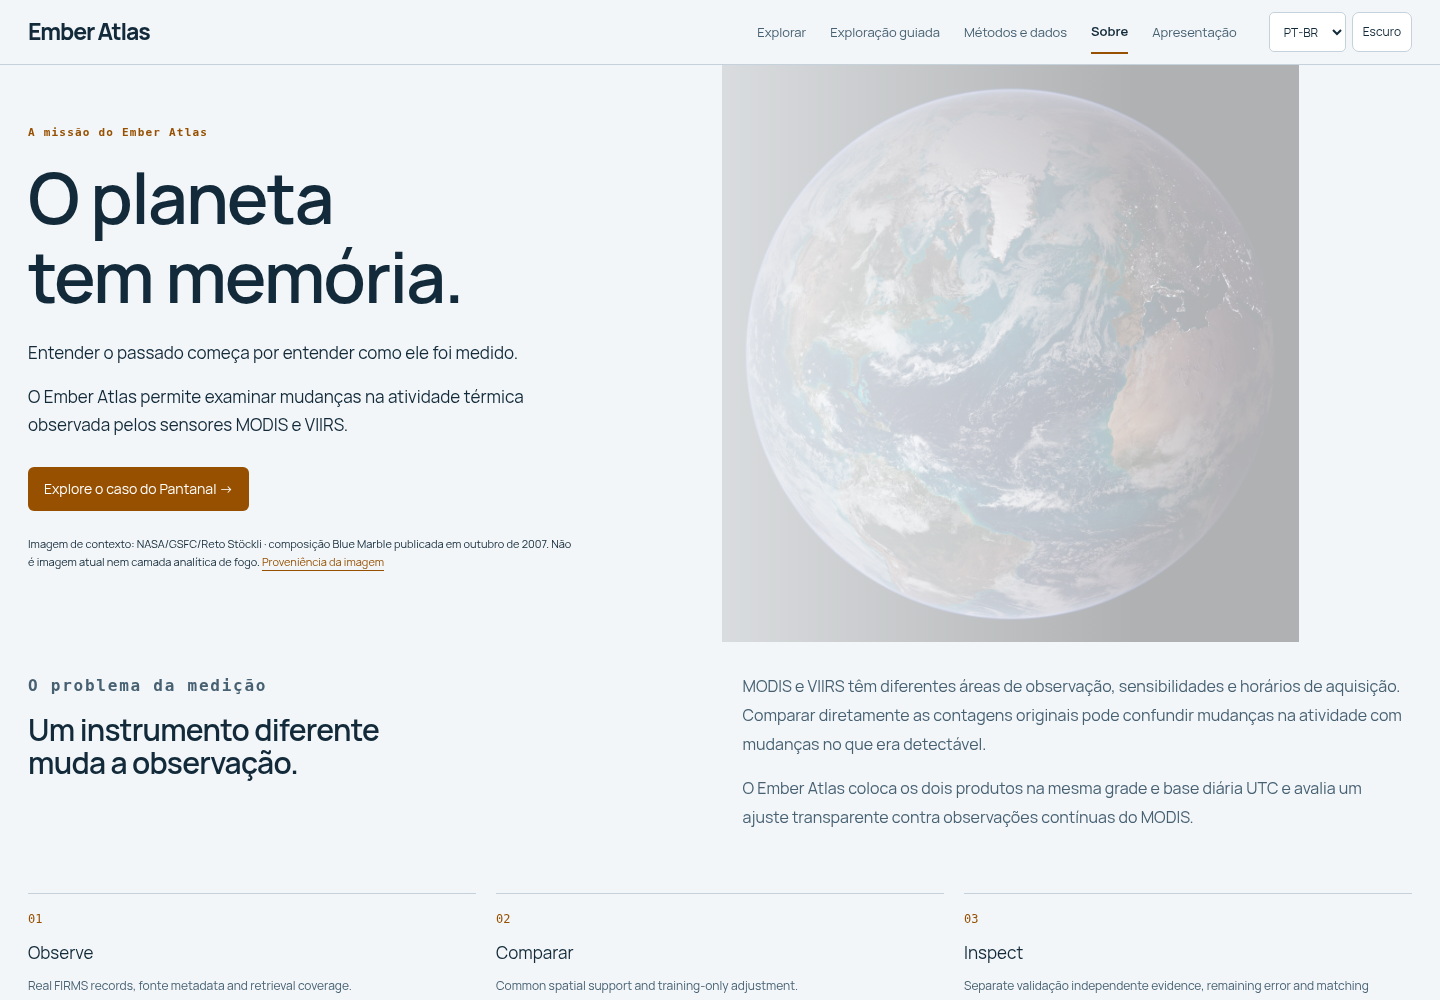 Ember Atlas
Explorar
Exploração guiada
Métodos e dados
Sobre
Apresentação
PT-BR
Escuro
A missão do Ember Atlas
O planeta
tem memória.
Entender o passado começa por entender como ele foi medido.
O Ember Atlas permite examinar mudanças na atividade térmica
observada pelos sensores MODIS e VIIRS.
Explore o caso do Pantanal →
Imagem de contexto: NASA/GSFC/Reto Stöckli · composição Blue Marble publicada em outubro de 2007. Não
é imagem atual nem camada analítica de fogo. Proveniência da imagem
O problema da medição
Um instrumento diferente
muda a observação.
MODIS e VIIRS têm diferentes áreas de observação, sensibilidades e horários de aquisição.
Comparar diretamente as contagens originais pode confundir mudanças na atividade com
mudanças no que era detectável.
O Ember Atlas coloca os dois produtos na mesma grade e base diária UTC e avalia um
ajuste transparente contra observações contínuas do MODIS.
01
Observe
Real FIRMS records, fonte metadata and retrieval coverage.
02
Comparar
Common spatial support and training-only adjustment.
03
Inspect
Separate validação independente evidence, remaining error and matching